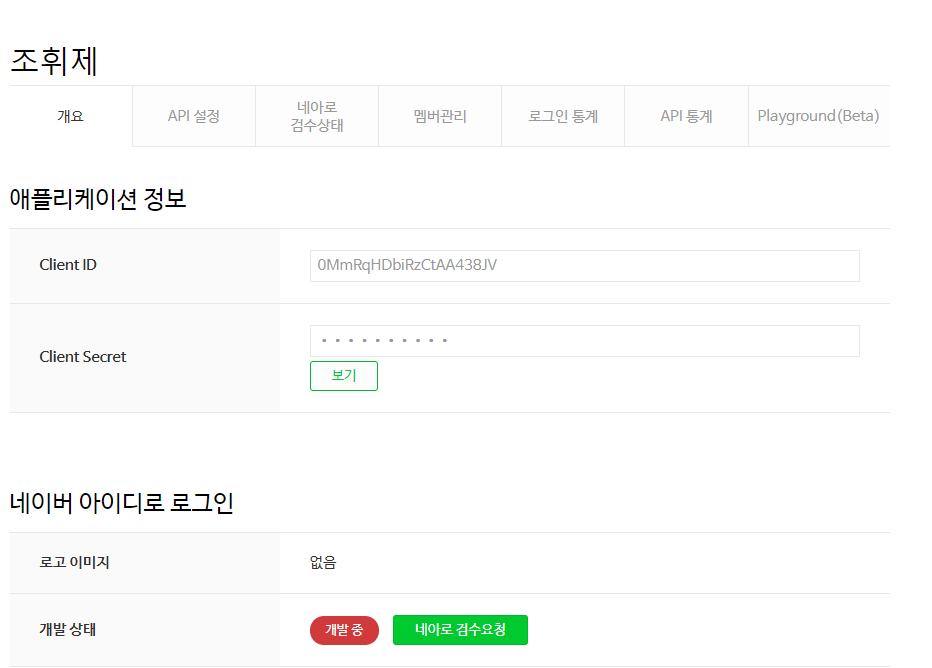 조휘제
개요
API 설정
네아로
검수상태
멤버관리
로그인 통계
API 통계
Playground (Beta)
애플리케이션 정보
Client ID
0MmRqHDbiRzCtAA438JV
Client Secret
••••••••••
보기
네이버 아이디로 로그인
로고 이미지
없음
개발 상태
개발 중
네아로 검수요청